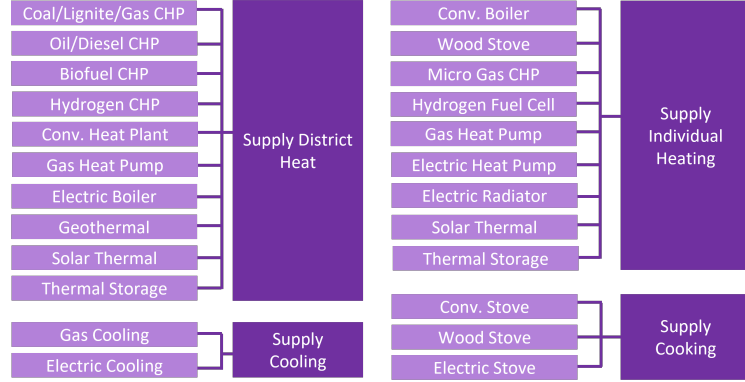 Coal/Lignite/Gas CHP
Oil/Diesel CHP
Biofuel CHP
Hydrogen CHP
Conv. Heat Plant
Gas Heat Pump
Electric Boiler
Geothermal
Solar Thermal
Thermal Storage
Supply District
Heat
Gas Cooling
Electric Cooling
Supply
Cooling
Conv. Boiler
Wood Stove
Micro Gas CHP
Hydrogen Fuel Cell
Gas Heat Pump
Electric Heat Pump
Electric Radiator
Solar Thermal
Thermal Storage
Supply
Individual
Heating
Conv. Stove
Wood Stove
Electric Stove
Supply
Cooking